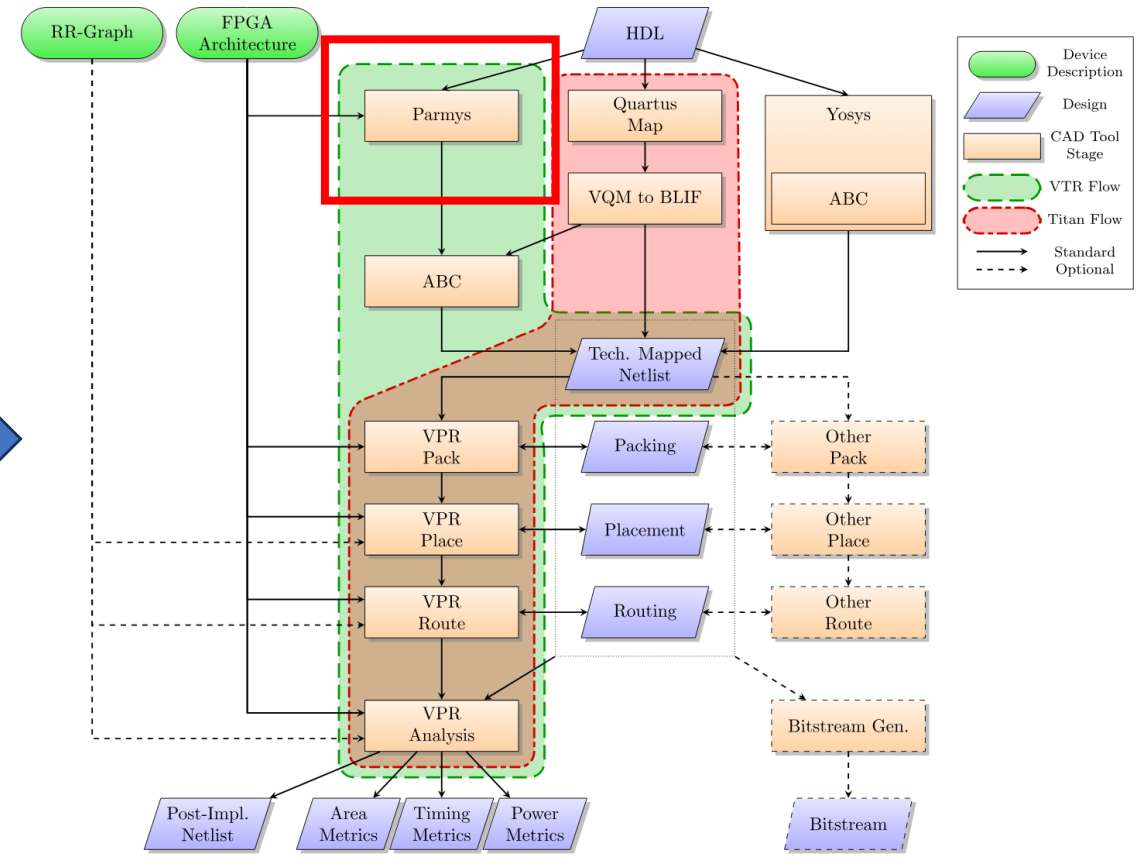 RR-Graph
FPGA
Architecture
HDL
Parmys
Quartus
Map
Yosys
VQM to BLIF
ABC
ABC
Tech. Mapped
Netlist
VPR
Pack
Packing
Other
Pack
VPR
Place
Placement
Other
Place
VPR
Route
Routing
Other
Route
VPR
Analysis
Bitstream Gen.
Post-Impl.
Netlist
Area
Metrics
Timing
Metrics
Power
Metrics
Bitstream
Device
Description
Design
CAD Tool
Stage
VTR Flow
Titan Flow
Standard
Optional